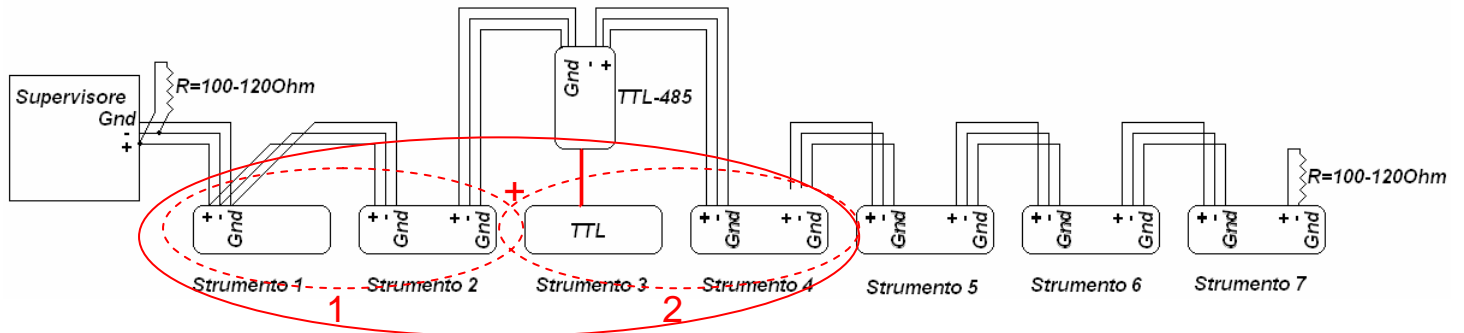 Supervisore
Gnd
-
+
R=100-120Ohm
Gnd
-
+
TTL-485
R=100-120Ohm
+
+
-
Gnd
+
-
Gnd
+
-
Gnd
TTL
+
-
Gnd
+
-
Gnd
+
-
Gnd
+
-
Gnd
+
-
Gnd
+
-
Gnd
+
-
Gnd
+
-
Gnd
Strumento 1
Strumento 2
Strumento 3
Strumento 4
Strumento 5
Strumento 6
Strumento 7
1
2